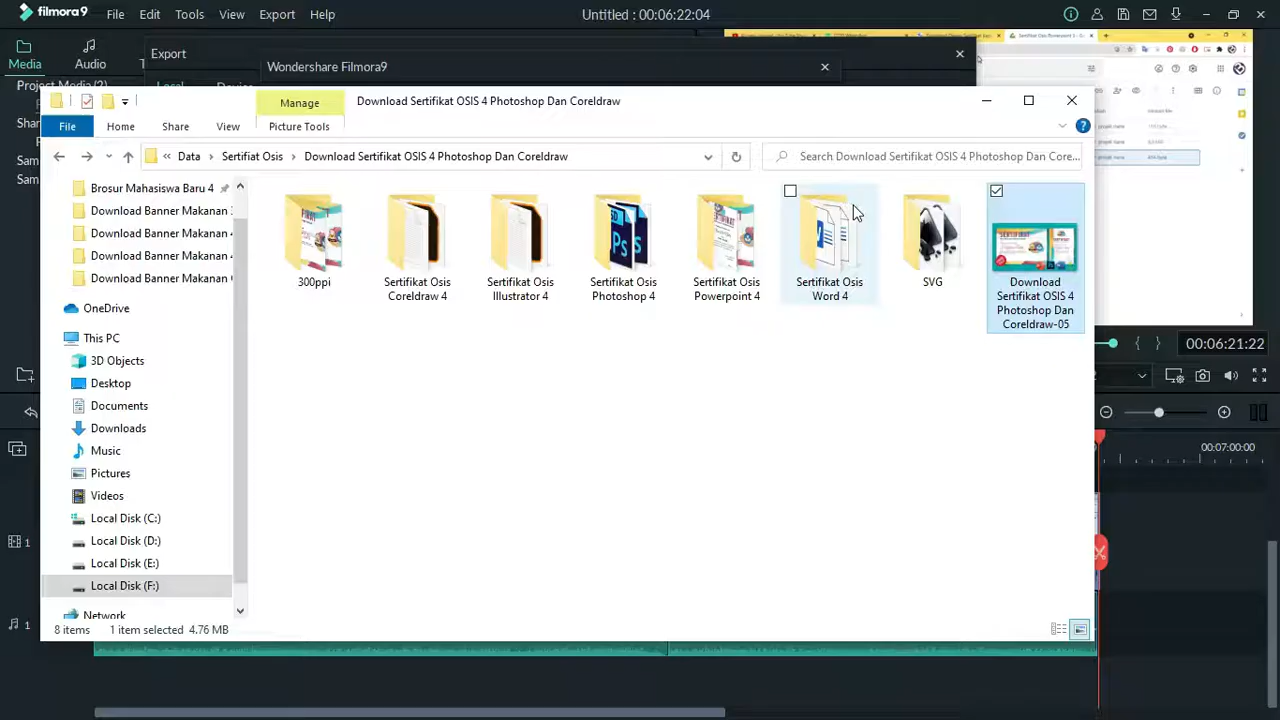 filmora9
File
Edit
Tools
View
Export
Help
Untitled : 00:06:22:04
Media
Audio
Export
Wondershare Filmora9
Project Media (2)
Manage
Download Sertifikat OSIS 4 Photoshop Dan Coreldraw
File
Home
Share
View
Picture Tools
Data
Sertifiat Osis
Download Sertifikat OSIS 4 Photoshop Dan Coreldraw
Search Download Sertifikat OSIS 4 Photoshop Dan Core...
Brosur Mahasiswa Baru 4
Download Banner Makanan
Download Banner Makanan
Download Banner Makanan
Download Banner Makanan
OneDrive
This PC
3D Objects
Desktop
Documents
Downloads
Music
Pictures
Videos
Local Disk (C:)
Local Disk (D:)
Local Disk (E:)
Local Disk (F:)
Network
300ppi
Sertifikat Osis
Coreldraw 4
Sertifikat Osis
Illustrator 4
Sertifikat Osis
Photoshop 4
Sertifikat Osis
Powerpoint 4
Sertifikat Osis
Word 4
SVG
Download
Sertifikat OSIS 4
Photoshop Dan
Coreldraw-05
8 items
1 item selected 4.76 MB
00:06:21:22
00:07:00:00
1
1